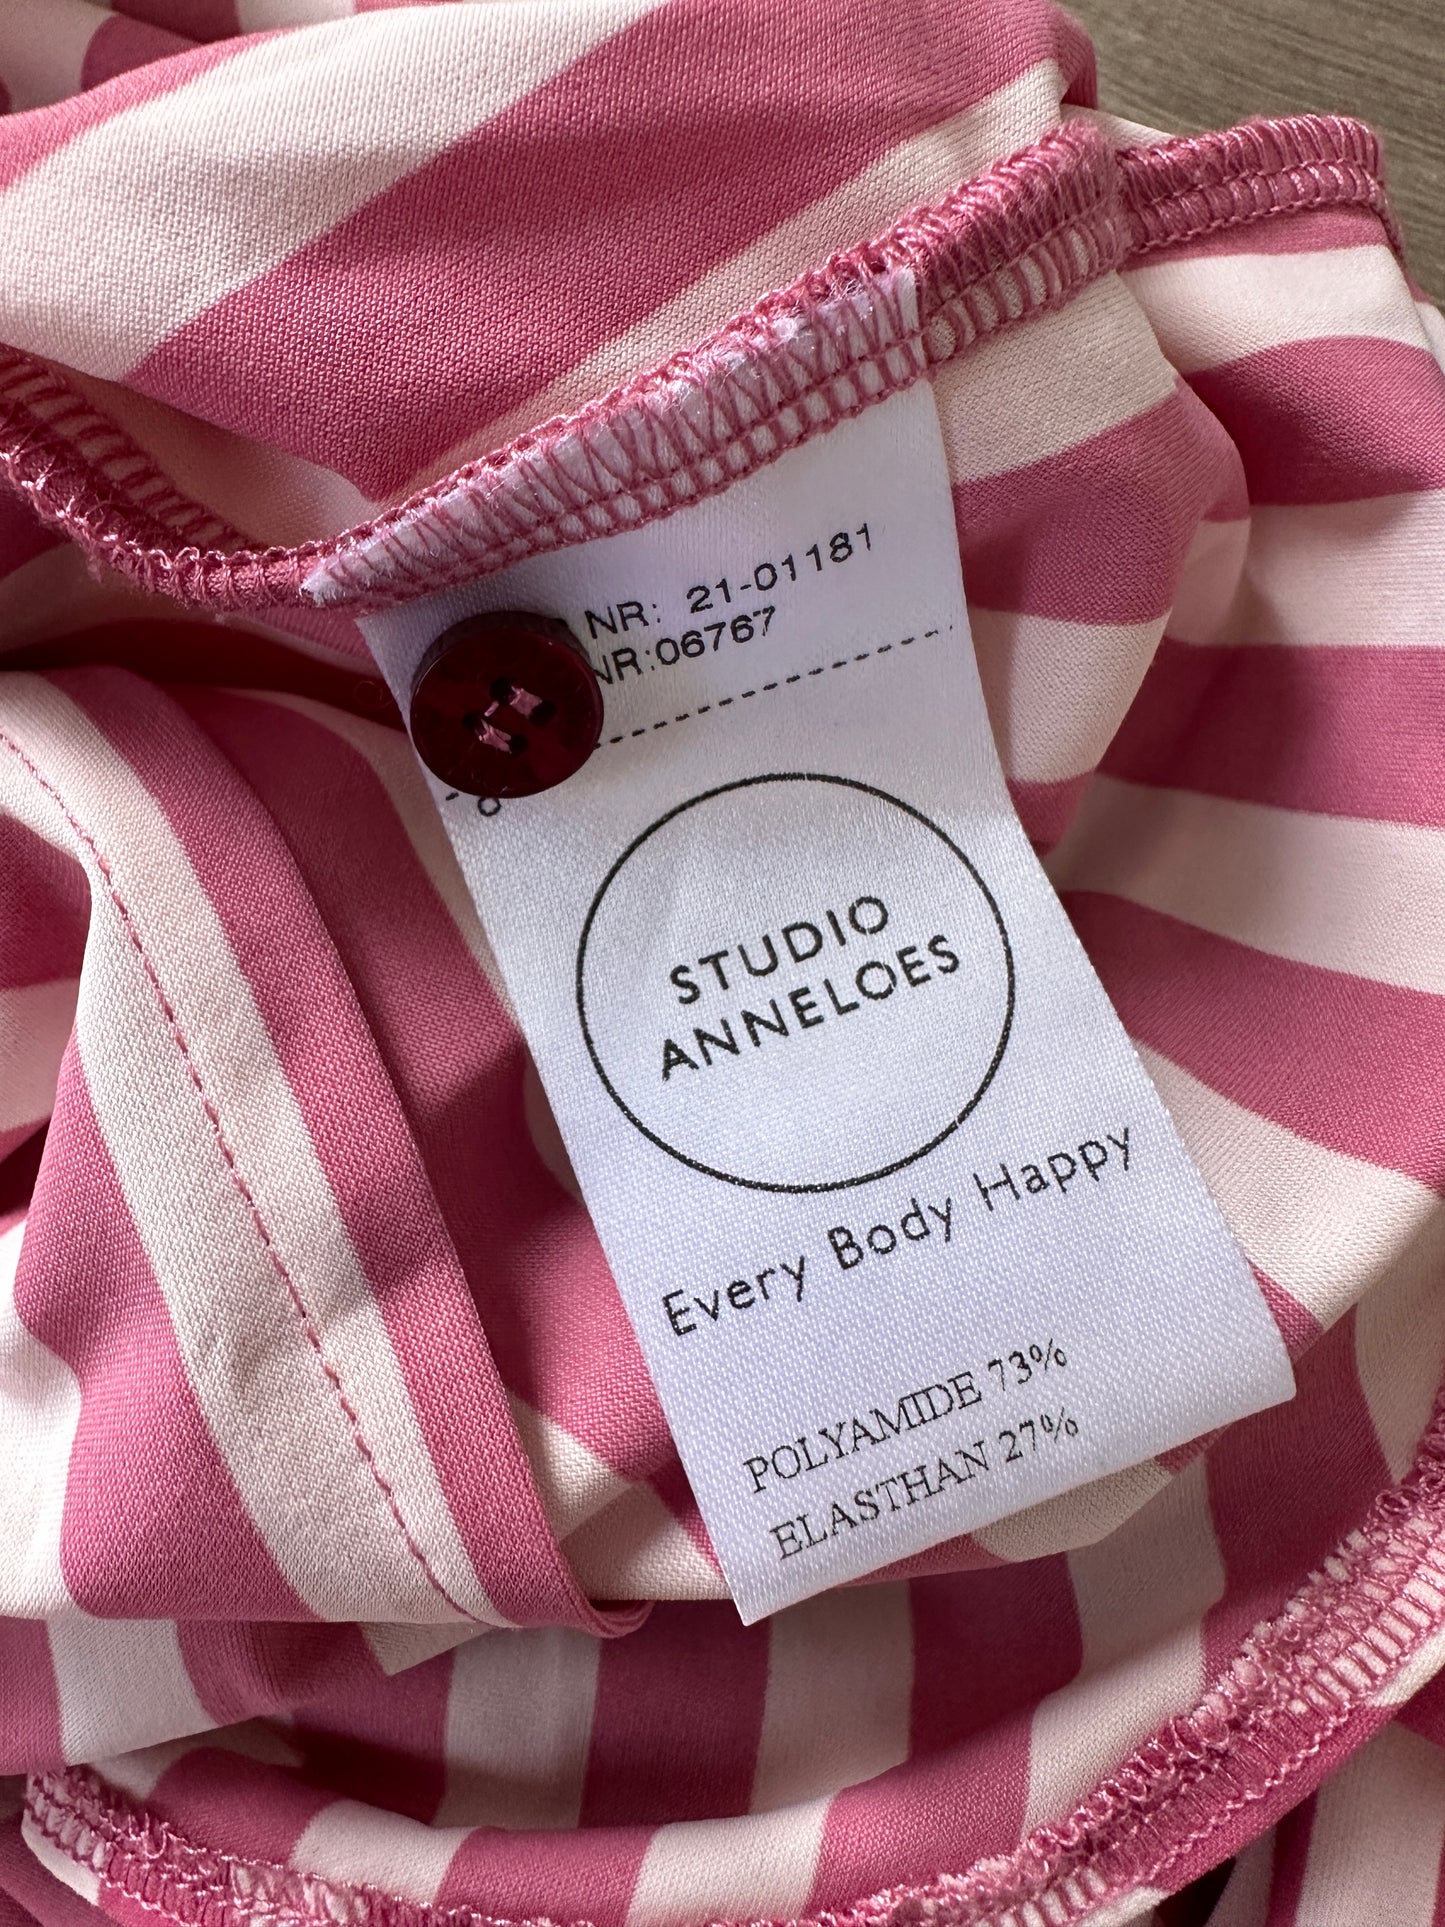 NR: 21-01181
NR:06767
STUDIO
ANNELOES
Every Body Happy
POLYAMIDE 73%
ELASTHAN 27%